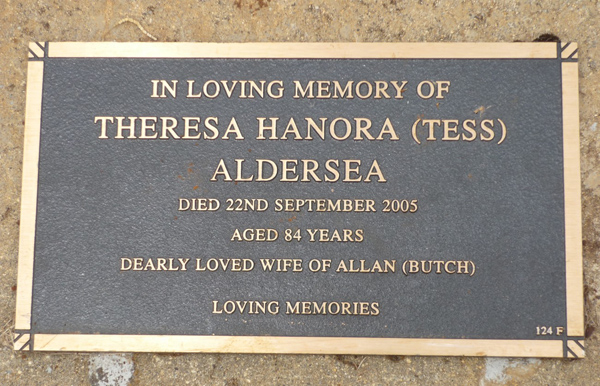 IN LOVING MEMORY OF
THERESA HANORA (TESS)
ALDERSEA
DIED 22ND SEPTEMBER 2005
AGED 84 YEARS
DEARLY LOVED WIFE OF ALLAN (BUTCH)
LOVING MEMORIES
124 F